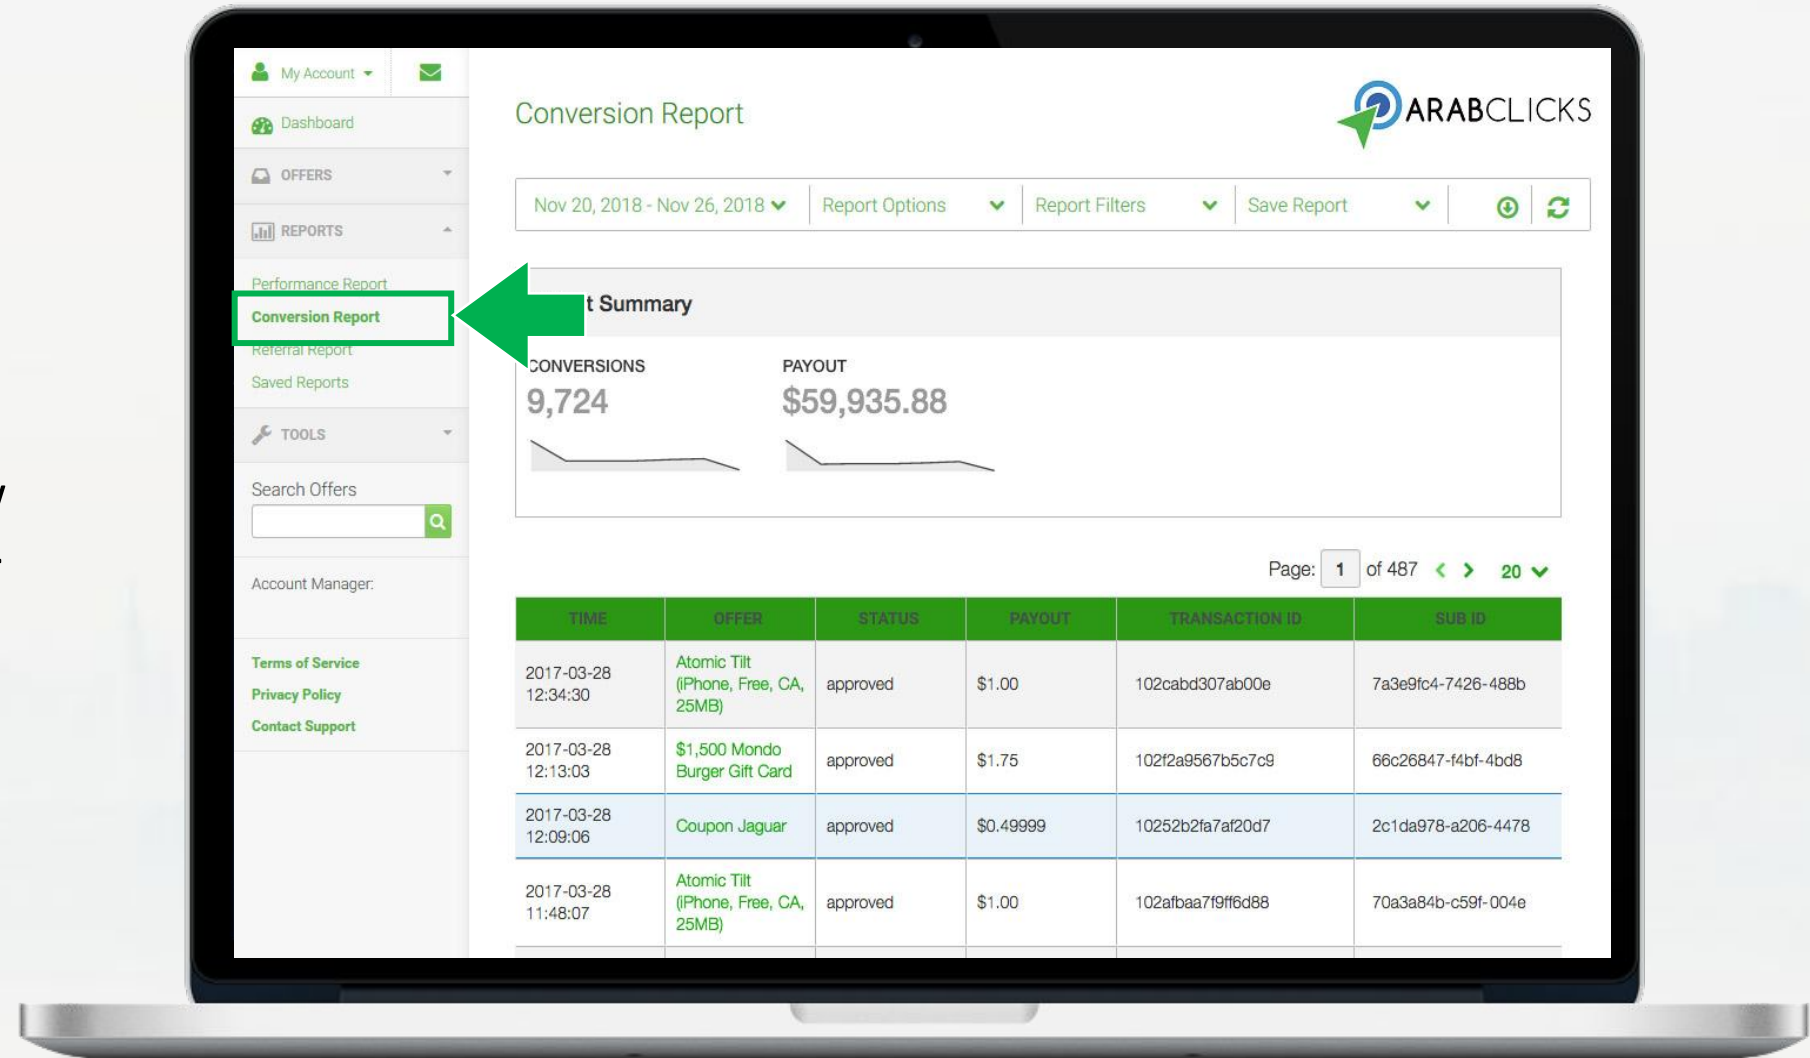 My Account
Dashboard
OFFERS
REPORTS
Performance Report
Conversion Report
Referral Report
Saved Reports
TOOLS
Search Offers
Account Manager:
Terms of Service
Privacy Policy
Contact Support
Conversion Report
ARABCLICKS
Nov 20, 2018 - Nov 26, 2018 Report Options Report Filters Save Report
Summary
CONVERSIONS PAYOUT
9,724 $59,935.88
Page: 1 of 487 < > 20
TIME OFFER STATUS PAYOUT TRANSACTION ID SUB ID
2017-03-28
12:34:30
Atomic Tilt
(iPhone, Free, CA,
25MB)
approved $1.00 102cabd307ab00e 7a3e9fc4-7426-488b
2017-03-28
12:13:03
$1,500 Mondo
Burger Gift Card
approved $1.75 102f2a9567b5c7c9 66c26847-f4bf-4bd8
2017-03-28
12:09:06
Coupon Jaguar
approved $0.49999 10252b2fa7af20d7 2c1da978-a206-4478
2017-03-28
11:48:07
Atomic Tilt
(iPhone, Free, CA,
25MB)
approved $1.00 102afbaa7f9ff6d88 70a3a84b-c59f-004e